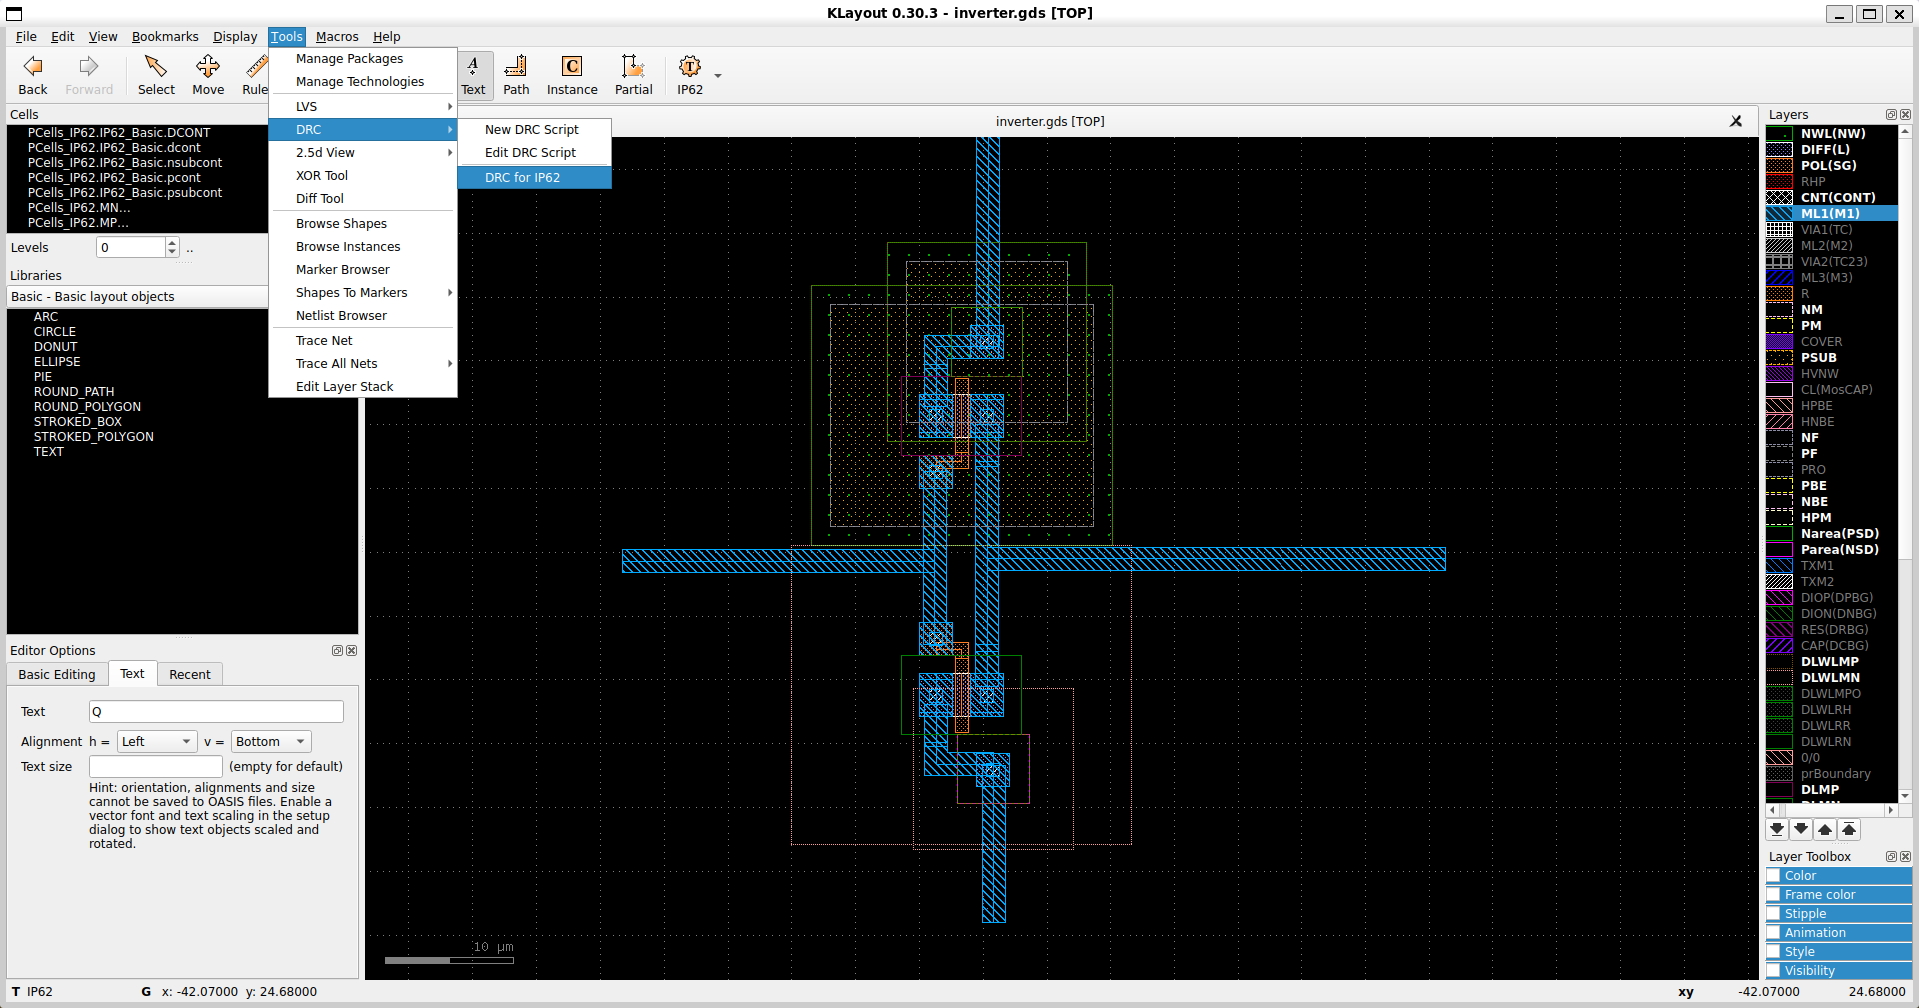 KLayout 0.30.3 - inverter.gds [TOP]
File Edit View Bookmarks Display Tools Macros Help
Back Forward Select Move Rule Text Path Instance Partial IP62
Manage Packages
Manage Technologies
LVS
DRC
2.5d View
XOR Tool
Diff Tool
Browse Shapes
Browse Instances
Marker Browser
Shapes To Markers
Netlist Browser
Trace Net
Trace All Nets
Edit Layer Stack
New DRC Script
Edit DRC Script
DRC for IP62
Cells
PCells_IP62.IP62_Basic.DCONT
PCells_IP62.IP62_Basic.dcont
PCells_IP62.IP62_Basic.nsubcont
PCells_IP62.IP62_Basic.pcont
PCells_IP62.IP62_Basic.psubcont
PCells_IP62.MN...
PCells_IP62.MP...
Levels 0 ..
Libraries
Basic - Basic layout objects
ARC
CIRCLE
DONUT
ELLIPSE
PIE
ROUND_PATH
ROUND_POLYGON
STROKED_BOX
STROKED_POLYGON
TEXT
Editor Options
Basic Editing Text Recent
Text Q
Alignment h = Left v = Bottom
Text size (empty for default)
Hint: orientation, alignments and size
cannot be saved to OASIS files. Enable a
vector font and text scaling in the setup
dialog to show text objects scaled and
rotated.
inverter.gds [TOP]
10 µm
Layers
NWL(NW)
DIFF(L)
POL(SG)
RHP
CNT(CONT)
ML1(M1)
VIA1(TC)
ML2(M2)
VIA2(TC23)
ML3(M3)
R
NM
PM
COVER
PSUB
HVNW
CL(MosCAP)
HPBE
HNBE
NF
PF
PRO
PBE
NBE
HPM
Narea(PSD)
Parea(NSD)
TXM1
TXM2
DIOP(DPBG)
DION(DNBG)
RES(DRBG)
CAP(DCBG)
DLWLMP
DLWLMN
DLWLMPO
DLWLRH
DLWLRR
DLWLRN
0/0
prBoundary
DLMP
Layer Toolbox
Color
Frame color
Stipple
Animation
Style
Visibility
T IP62 G x: -42.07000 y: 24.68000 xy -42.07000 24.68000